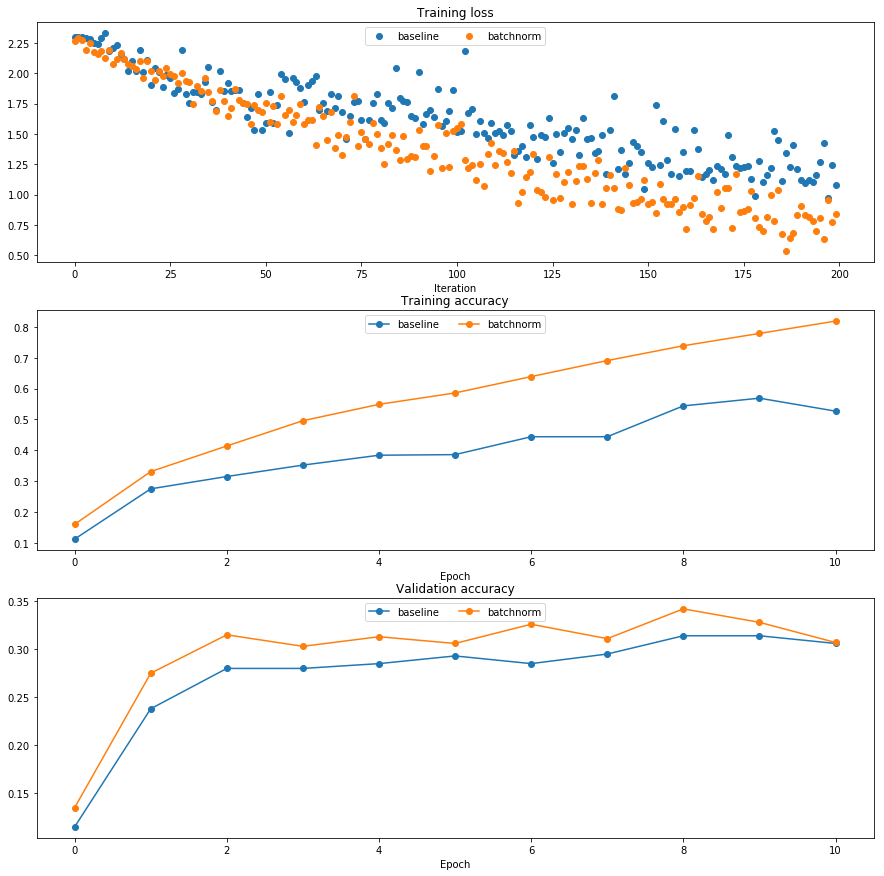 Training loss
baseline batchnorm
2.25
2.00
1.75
1.50
1.25
1.00
0.75
0.50
0 25 50 75 100 125 150 175 200
Iteration
Training accuracy
baseline batchnorm
0.8
0.7
0.6
0.5
0.4
0.3
0.2
0.1
0 2 4 6 8 10
Epoch
Validation accuracy
baseline batchnorm
0.35
0.30
0.25
0.20
0.15
0 2 4 6 8 10
Epoch